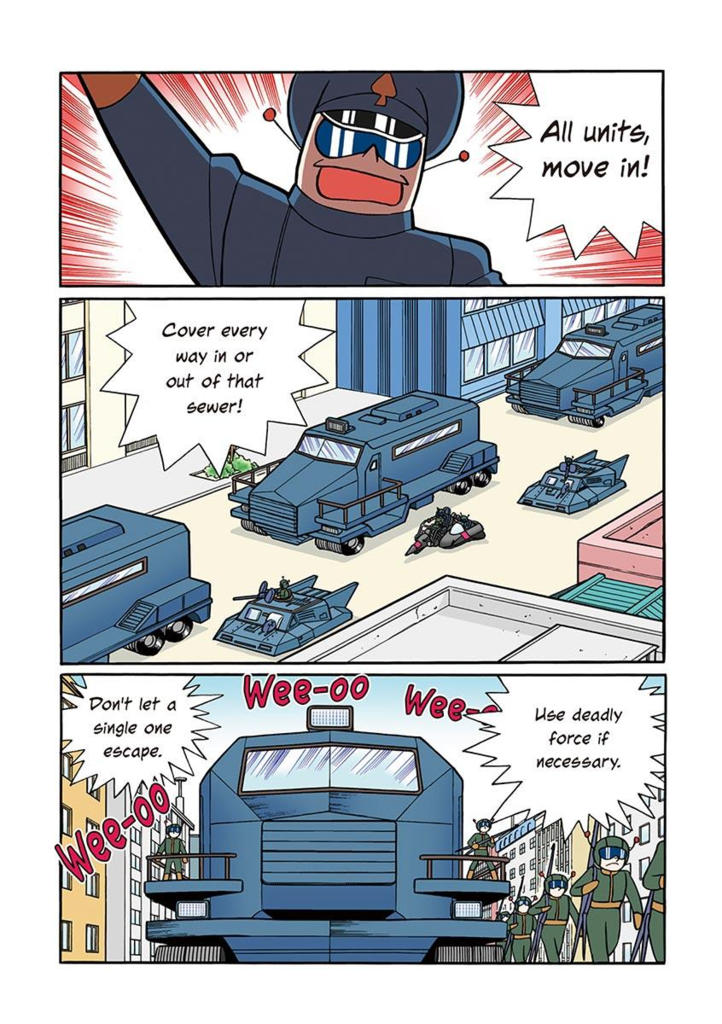 All units,
move in!
Cover every
way in or
out of that
sewer!
Don't let a
single one
escape.
Wee-oo
Wee-
Use deadly
force if
necessary.
Wee-oo